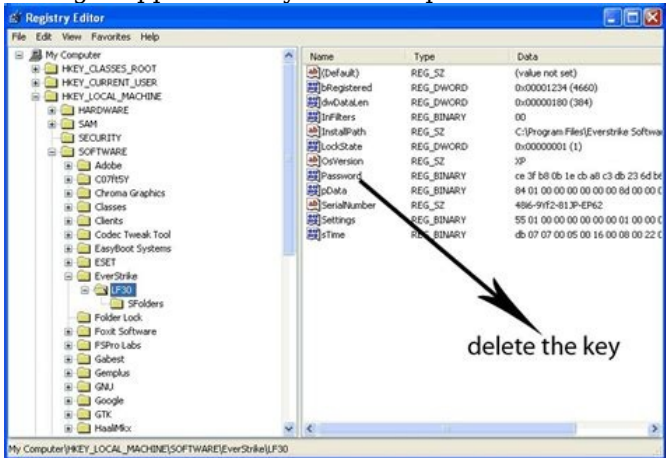 Registry Editor
File Edit View Favorites Help
My Computer
HKEY_CLASSES_ROOT
HKEY_CURRENT_USER
HKEY_LOCAL_MACHINE
HARDWARE
SAM
SECURITY
SOFTWARE
Adobe
C07ft5Y
Chroma Graphics
Classes
Clients
Codec Tweak Tool
EasyBoot Systems
ESET
EverStrike
LF30
SFolders
Folder Lock
Foxit Software
FSPro Labs
Gabest
Gemplus
GNU
Google
GTK
HaaliMkx
Name Type Data
(Default) REG_SZ (value not set)
bRegistered REG_DWORD 0x00001234 (4660)
dwDataLen REG_DWORD 0x00000180 (384)
InFilters REG_BINARY 00
InstallPath REG_SZ C:\Program Files\Everstrike Softwa
LockState REG_DWORD 0x00000001 (1)
OsVersion REG_SZ XP
Password REG_BINARY ce 3f b8 0b 1e cb a8 c3 db 23 6d be
pData REG_BINARY 84 01 00 00 00 00 00 8d 00 00 0
SerialNumber REG_SZ
Settings REG_BINARY 55 01 00 00 00 00 00 01 00 00 0
sTime REG_BINARY db 07 07 00 05 00 16 00 08 00 22 0
delete the key
My Computer\HKEY_LOCAL_MACHINE\SOFTWARE\EverStrike\LF30